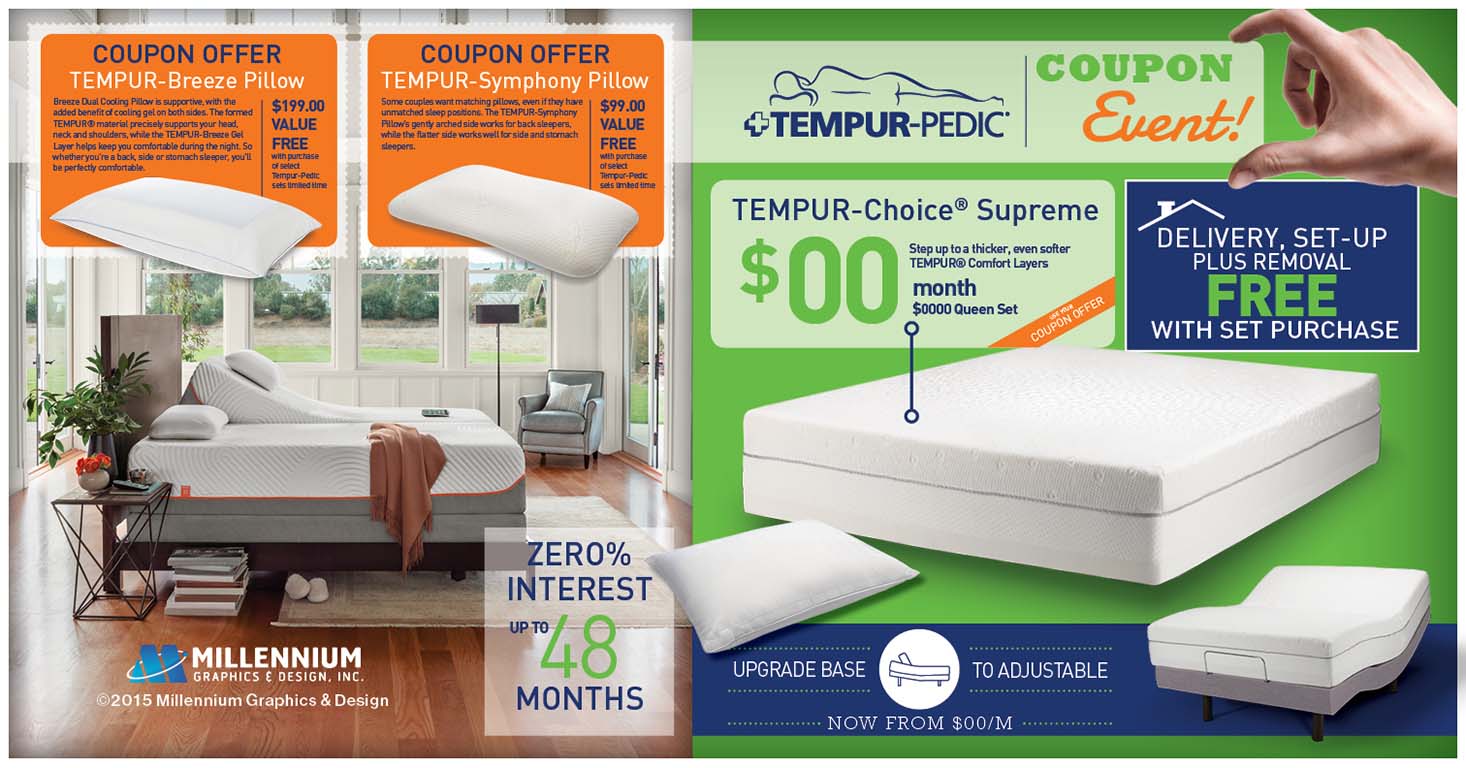 COUPON OFFER
TEMPUR-Breeze Pillow
Breeze Dual Cooling Pillow is supportive, with the
added benefit of cooling gel on both sides. The formed
TEMPUR® material precisely supports your head,
neck and shoulders, while the TEMPUR-Breeze Gel
Layer helps keep you comfortable during the night. So
whether you're a back, side or stomach sleeper, you'll
be perfectly comfortable.
$199.00
VALUE
FREE
with purchase
of select
Tempur-Pedic
sets limited time
COUPON OFFER
TEMPUR-Symphony Pillow
Some couples want matching pillows, even if they have
unmatched sleep positions. The TEMPUR-Symphony
Pillow's gently arched side works for back sleepers,
while the flatter side works well for side and stomach
sleepers.
$99.00
VALUE
FREE
with purchase
of select
Tempur-Pedic
sets limited time
ZERO%
INTEREST
UP TO 48
MONTHS
MILLENNIUM
GRAPHICS & DESIGN, INC.
©2015 Millennium Graphics & Design
TEMPUR-PEDIC®
COUPON
Event!
TEMPUR-Choice® Supreme
$00
Step up to a thicker, even softer
TEMPUR® Comfort Layers
month
$0000 Queen Set
USE YOUR
COUPON OFFER
DELIVERY, SET-UP
PLUS REMOVAL
FREE
WITH SET PURCHASE
UPGRADE BASE TO ADJUSTABLE
NOW FROM $00/M